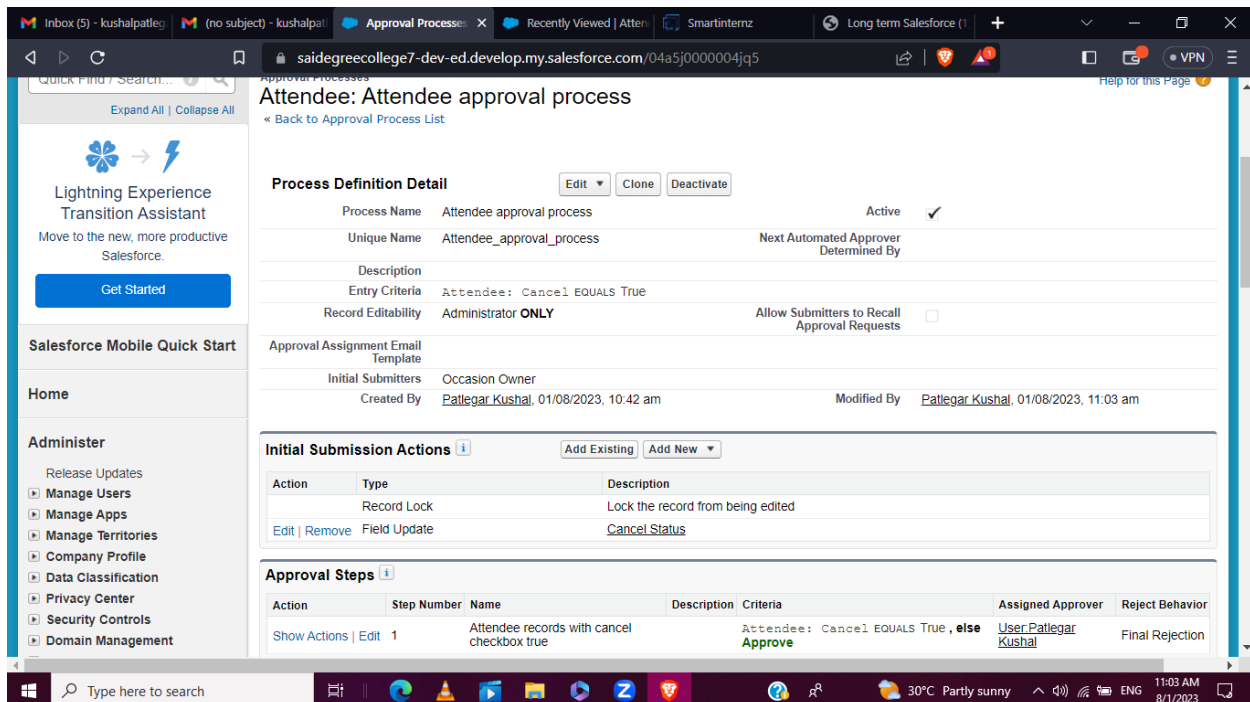 Inbox (5) - kushalpatleg
(no subject) - kushalpatl
Approval Processes
Recently Viewed | Atten
Smartinternz
Long term Salesforce (1
saidegreecollege7-dev-ed.develop.my.salesforce.com/04a5j0000004jq5
VPN
Quick Find / Search...
Expand All | Collapse All
Lightning Experience
Transition Assistant
Move to the new, more productive
Salesforce.
Get Started
Salesforce Mobile Quick Start
Home
Administer
Release Updates
Manage Users
Manage Apps
Manage Territories
Company Profile
Data Classification
Privacy Center
Security Controls
Domain Management
Approval Processes
Attendee: Attendee approval process
« Back to Approval Process List
Help for this Page
Process Definition Detail
Edit Clone Deactivate
Process Name Attendee approval process Active
Unique Name Attendee_approval_process Next Automated Approver
Determined By
Description
Entry Criteria Attendee: Cancel EQUALS True
Record Editability Administrator ONLY Allow Submitters to Recall
Approval Requests
Approval Assignment Email
Template
Initial Submitters Occasion Owner
Created By Patlegar Kushal, 01/08/2023, 10:42 am Modified By Patlegar Kushal, 01/08/2023, 11:03 am
Initial Submission Actions i Add Existing Add New
Action Type Description
Record Lock Lock the record from being edited
Edit | Remove Field Update Cancel Status
Approval Steps i
Action Step Number Name Description Criteria Assigned Approver Reject Behavior
Show Actions | Edit 1 Attendee records with cancel
checkbox true
Attendee: Cancel EQUALS True , else
Approve
User:Patlegar
Kushal
Final Rejection
Type here to search
30°C Partly sunny
ENG
11:03 AM
8/1/2023